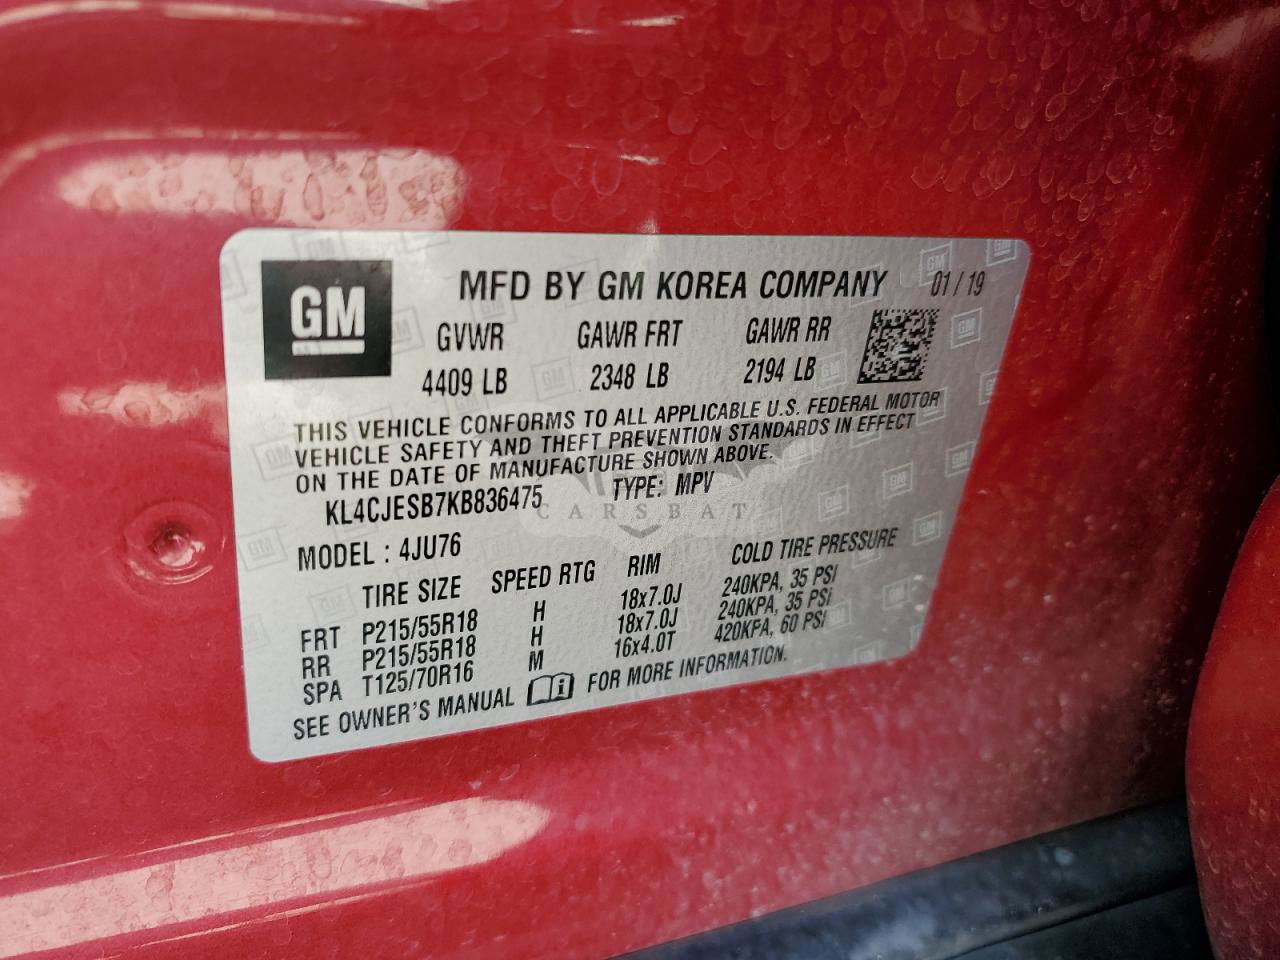 GM
MFD BY GM KOREA COMPANY 01/19
GVWR GAWR FRT GAWR RR
4409 LB 2348 LB 2194 LB
THIS VEHICLE CONFORMS TO ALL APPLICABLE U.S. FEDERAL MOTOR
VEHICLE SAFETY AND THEFT PREVENTION STANDARDS IN EFFECT
ON THE DATE OF MANUFACTURE SHOWN ABOVE.
KL4CJESB7KB836475 TYPE: MPV
CARSBAT
MODEL : 4JU76
TIRE SIZE SPEED RTG RIM COLD TIRE PRESSURE
FRT P215/55R18 H 18x7.0J 240KPA, 35 PSI
RR P215/55R18 H 18x7.0J 240KPA, 35 PSI
SPA T125/70R16 M 16x4.0T 420KPA, 60 PSI
SEE OWNER'S MANUAL i FOR MORE INFORMATION.